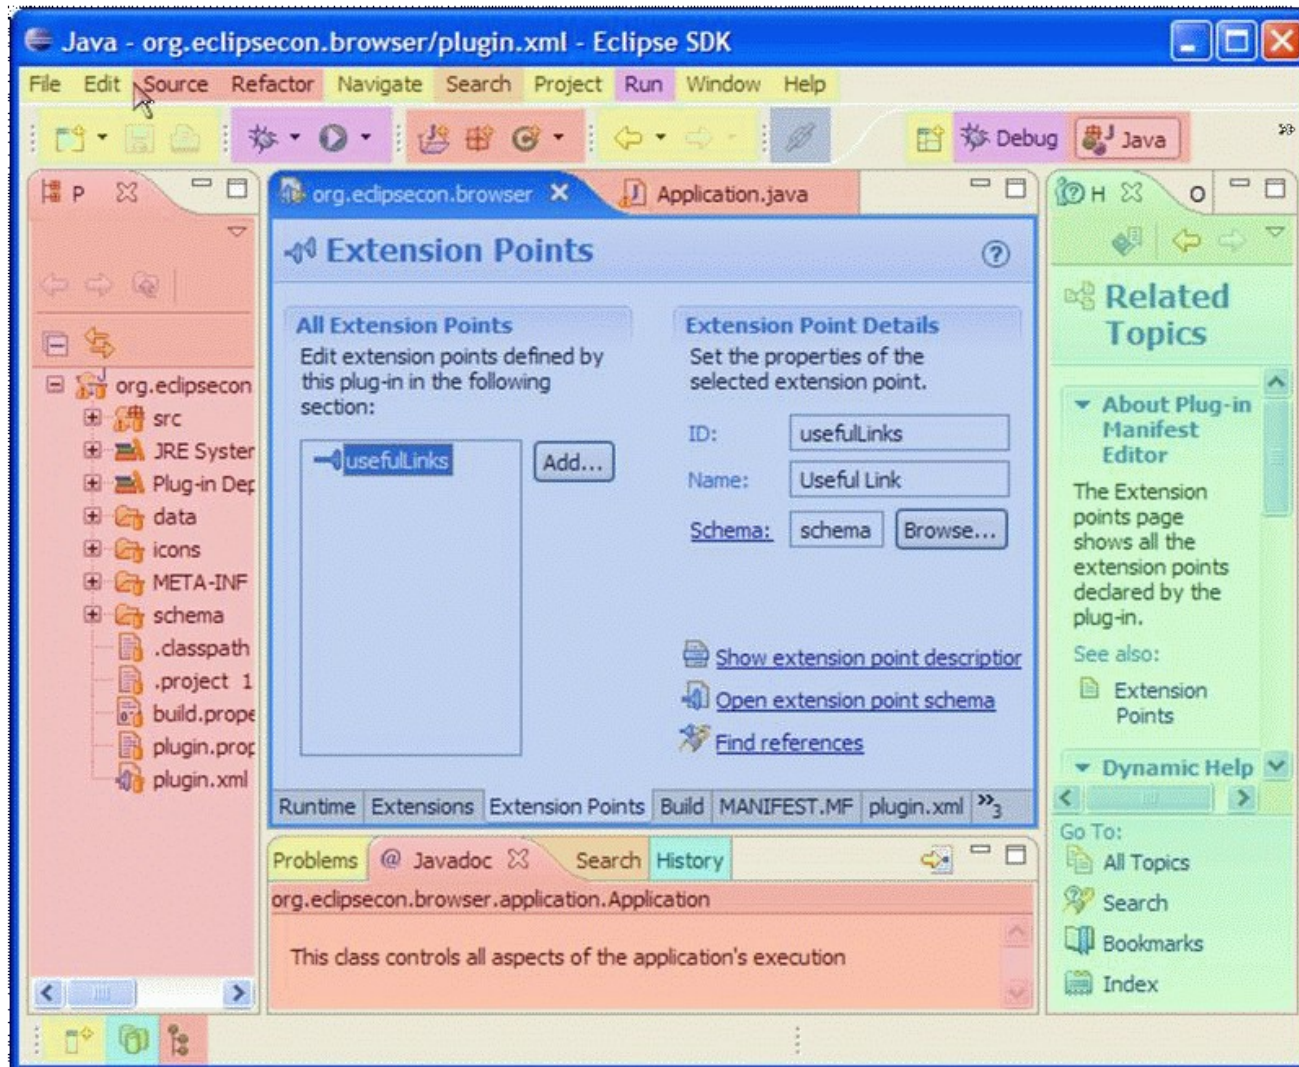 Java - org.eclipsecon.browser/plugin.xml - Eclipse SDK
File Edit Source Refactor Navigate Search Project Run Window Help
Debug Java
P
org.eclipsecon
src
JRE Syster
Plug-in Dep
data
icons
META-INF
schema
.classpath
.project 1
build.prope
plugin.prop
plugin.xml
org.eclipsecon.browser Application.java
Extension Points
All Extension Points
Edit extension points defined by
this plug-in in the following
section:
usefulLinks
Add...
Extension Point Details
Set the properties of the
selected extension point.
ID: usefulLinks
Name: Useful Link
Schema: schema Browse...
Show extension point description
Open extension point schema
Find references
Runtime Extensions Extension Points Build MANIFEST.MF plugin.xml »3
Problems @ Javadoc Search History
org.eclipsecon.browser.application.Application
This class controls all aspects of the application's execution
H O
Related
Topics
About Plug-in
Manifest
Editor
The Extension
points page
shows all the
extension points
declared by the
plug-in.
See also:
Extension
Points
Dynamic Help
Go To:
All Topics
Search
Bookmarks
Index